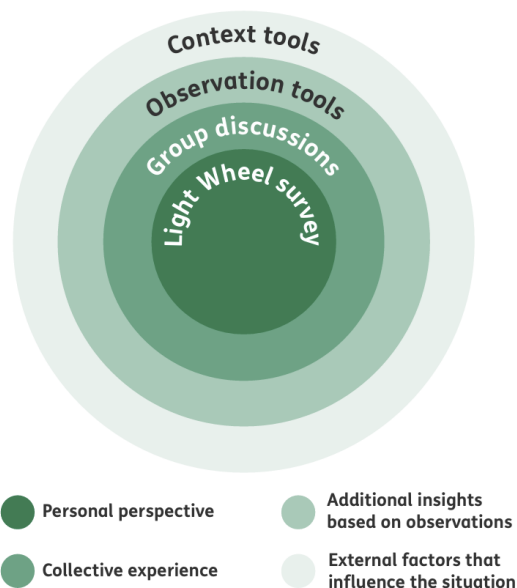 Context tools
Observation tools
Group discussions
Light Wheel survey
Personal perspective
Additional insights
based on observations
Collective experience
External factors that
influence the situation